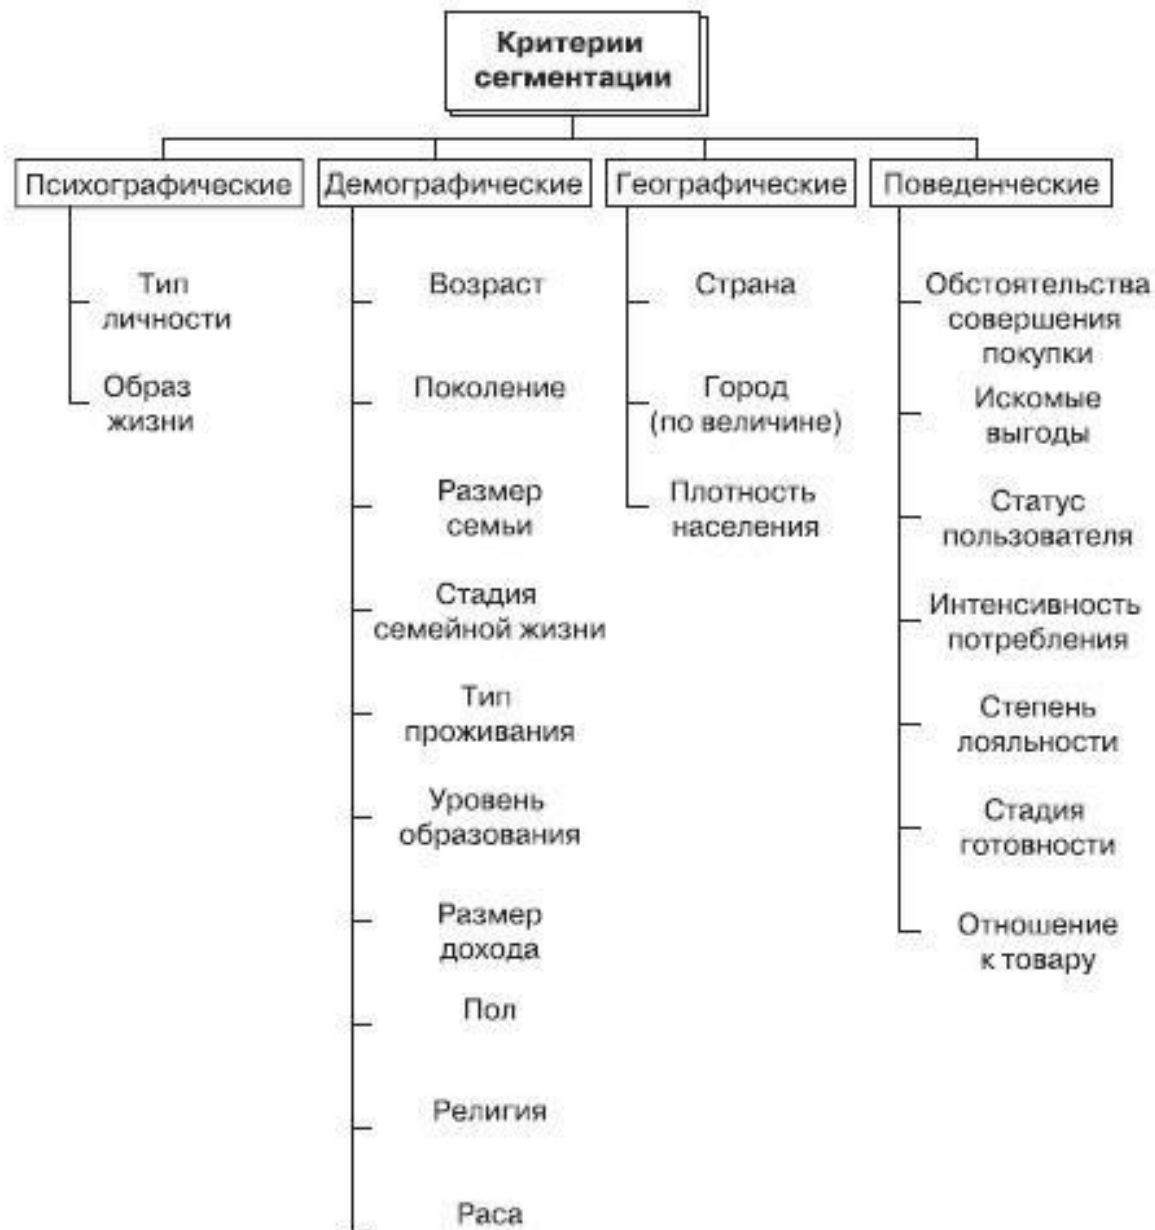 Критерии
сегментации
Психографические
Тип
личности
Образ
жизни
Демографические
Возраст
Поколение
Размер
семьи
Стадия
семейной жизни
Тип
проживания
Уровень
образования
Размер
дохода
Пол
Религия
Раса
Географические
Страна
Город
(по величине)
Плотность
населения
Поведенческие
Обстоятельства
совершения
покупки
Искомые
выгоды
Статус
пользователя
Интенсивность
потребления
Степень
лояльности
Стадия
готовности
Отношение
к товару